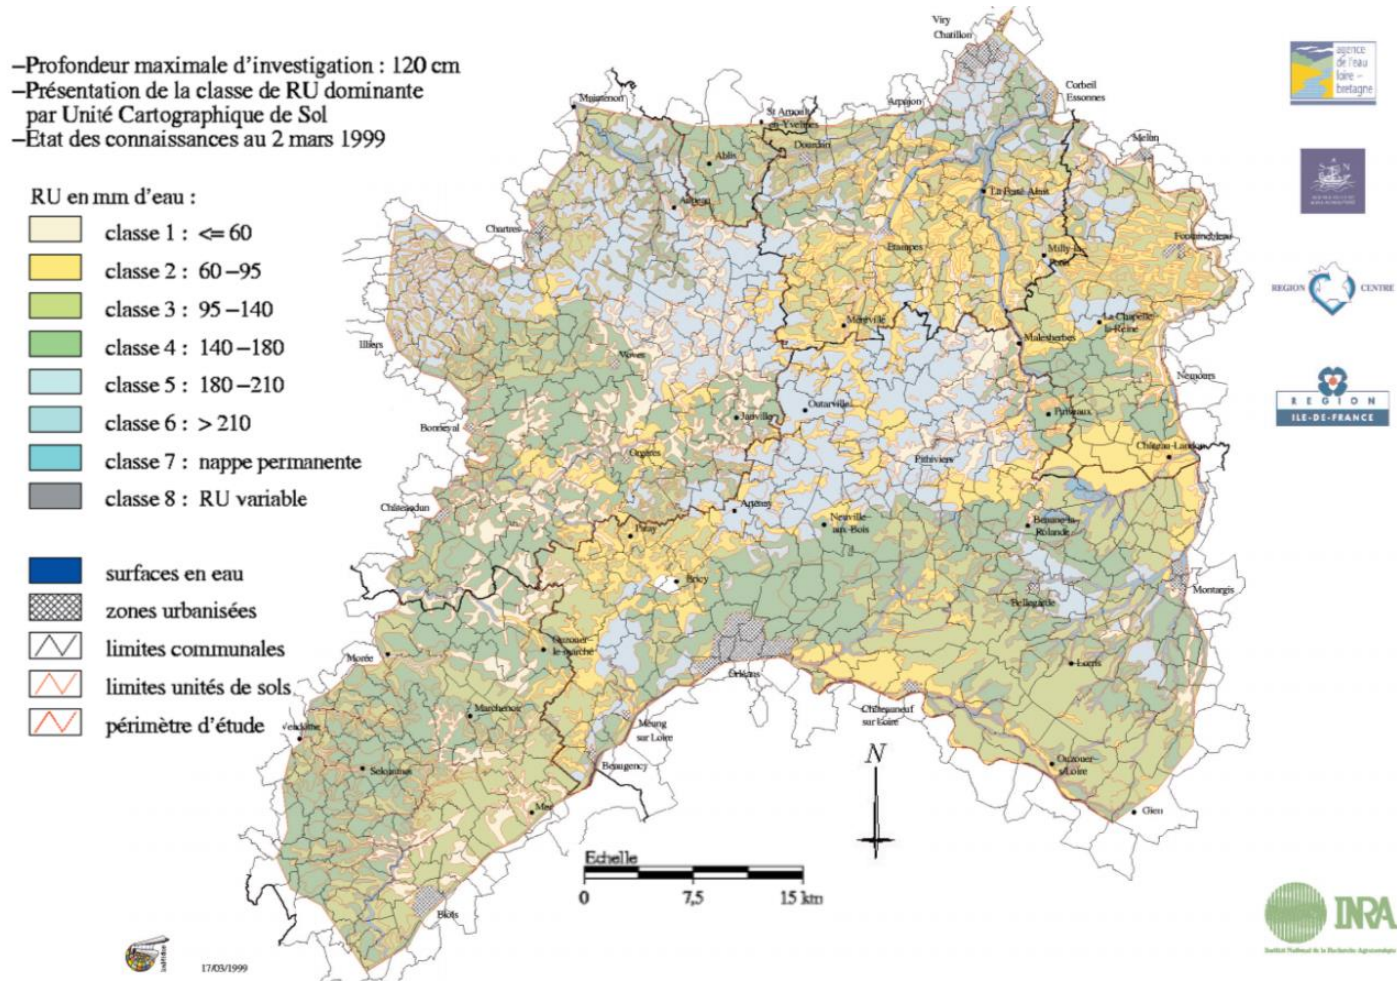 –Profondeur maximale d'investigation : 120 cm
–Présentation de la classe de RU dominante
par Unité Cartographique de Sol
–Etat des connaissances au 2 mars 1999
RU en mm d'eau :
classe 1 : <= 60
classe 2 : 60–95
classe 3 : 95–140
classe 4 : 140–180
classe 5 : 180–210
classe 6 : > 210
classe 7 : nappe permanente
classe 8 : RU variable
surfaces en eau
zones urbanisées
limites communales
limites unités de sols
périmètre d'étude
Viry
Chatillon
Corbeil
Essonnes
Maintenon
St Arnoult
en-Yvelines
Arpajon
Dourdan
Melun
Ablis
La Ferté-Alais
Auneau
Chartres
Etampes
Milly-la
Fontainebleau
Méréville
La Chapelle
la-Reine
Illiers
Malesherbes
Voves
Nemours
Outarville
Janville
Puiseaux
Bonneval
Orgères
Pithiviers
Château-Landon
Châteaudun
Artenay
Patay
Neuville
aux-Bois
Beaune-la
Rolande
Bricy
Montargis
Bellegarde
Ouzouer
le-marché
Morée
Lorris
Orléans
Marchenoir
Châteauneuf
sur Loire
Vendôme
Meung
sur Loire
Selommes
Beaugency
Ouzouer
s/Loire
Mer
Gien
Blois
N
Echelle
0 7,5 15 km
17/03/1999
agence
de l'eau
loire –
bretagne
REGION CENTRE
REGION
ILE-DE-FRANCE
INRA
Institut National de la Recherche Agronomique